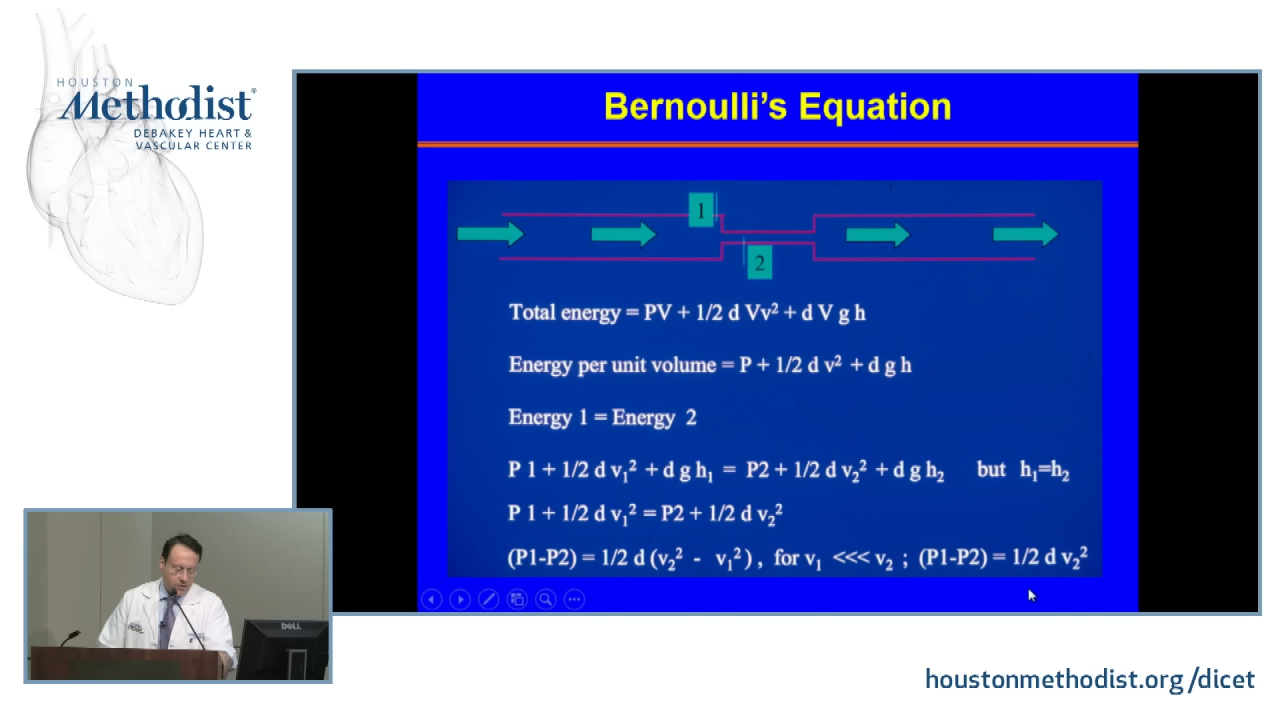 HOUSTON
Methodist®
DEBAKEY HEART &
VASCULAR CENTER
Bernoulli's Equation
1
2
Total energy = PV + 1/2 d Vv² + d V g h
Energy per unit volume = P + 1/2 d v² + d g h
Energy 1 = Energy 2
P 1 + 1/2 d v₁² + d g h₁ = P2 + 1/2 d v₂² + d g h₂ but h₁=h₂
P 1 + 1/2 d v₁² = P2 + 1/2 d v₂²
(P1-P2) = 1/2 d (v₂² - v₁²) , for v₁ <<< v₂ ; (P1-P2) = 1/2 d v₂²
DELL
houstonmethodist.org/dicet